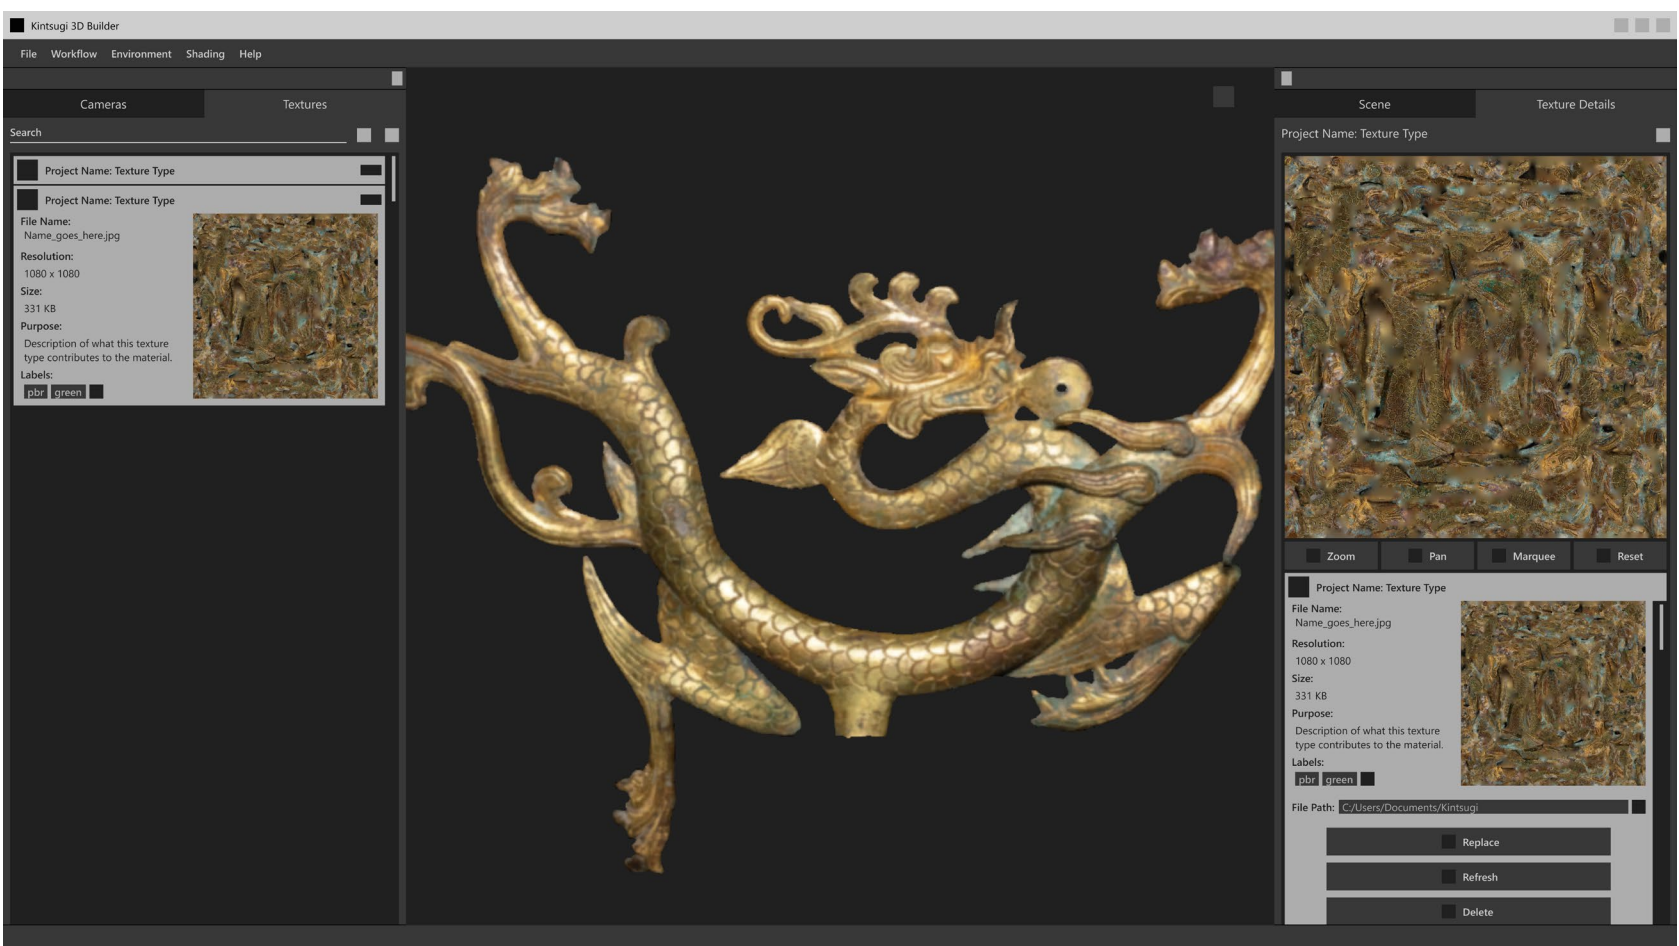 Kintsugi 3D Builder
File Workflow Environment Shading Help
Cameras Textures
Search
Project Name: Texture Type
Project Name: Texture Type
File Name:
Name_goes_here.jpg
Resolution:
1080 x 1080
Size:
331 KB
Purpose:
Description of what this texture
type contributes to the material.
Labels:
pbr green
Scene Texture Details
Project Name: Texture Type
Zoom Pan Marquee Reset
Project Name: Texture Type
File Name:
Name_goes_here.jpg
Resolution:
1080 x 1080
Size:
331 KB
Purpose:
Description of what this texture
type contributes to the material.
Labels:
pbr green
File Path: C:/Users/Documents/Kintsugi
Replace
Refresh
Delete